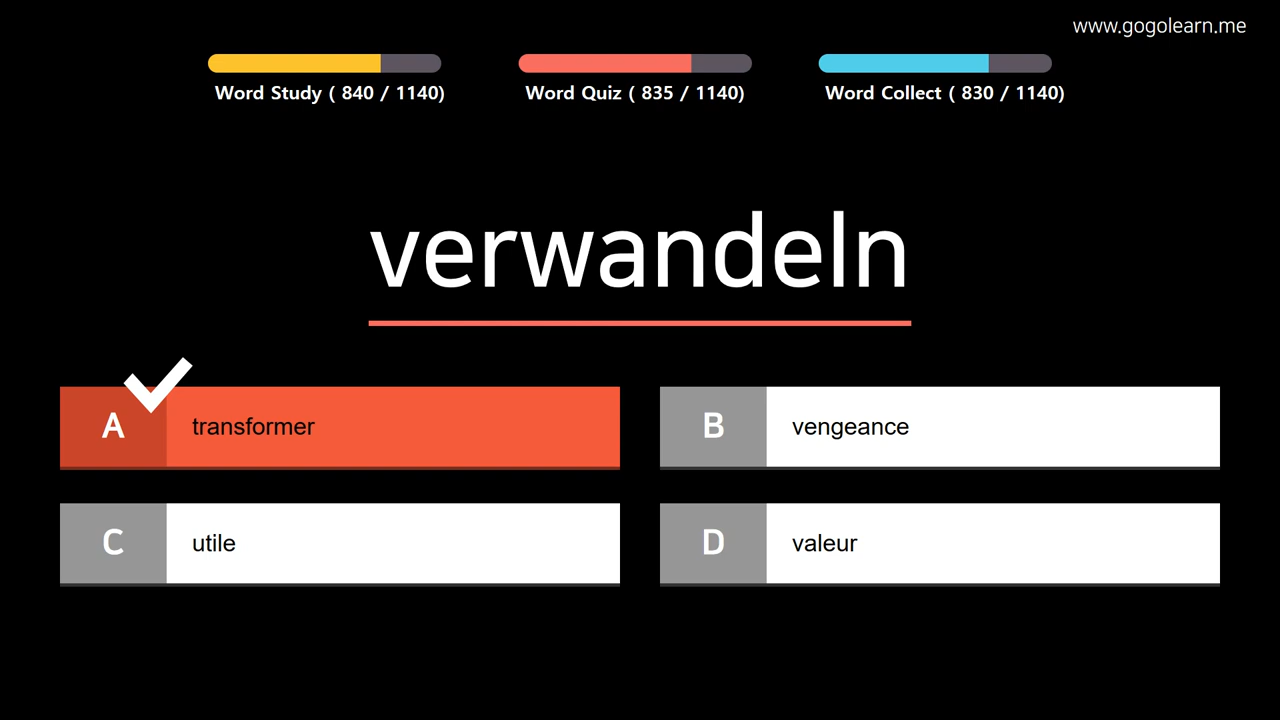 www.gogolearn.me
Word Study ( 840 / 1140)
Word Quiz ( 835 / 1140)
Word Collect ( 830 / 1140)
verwandeln
A transformer
B vengeance
C utile
D valeur